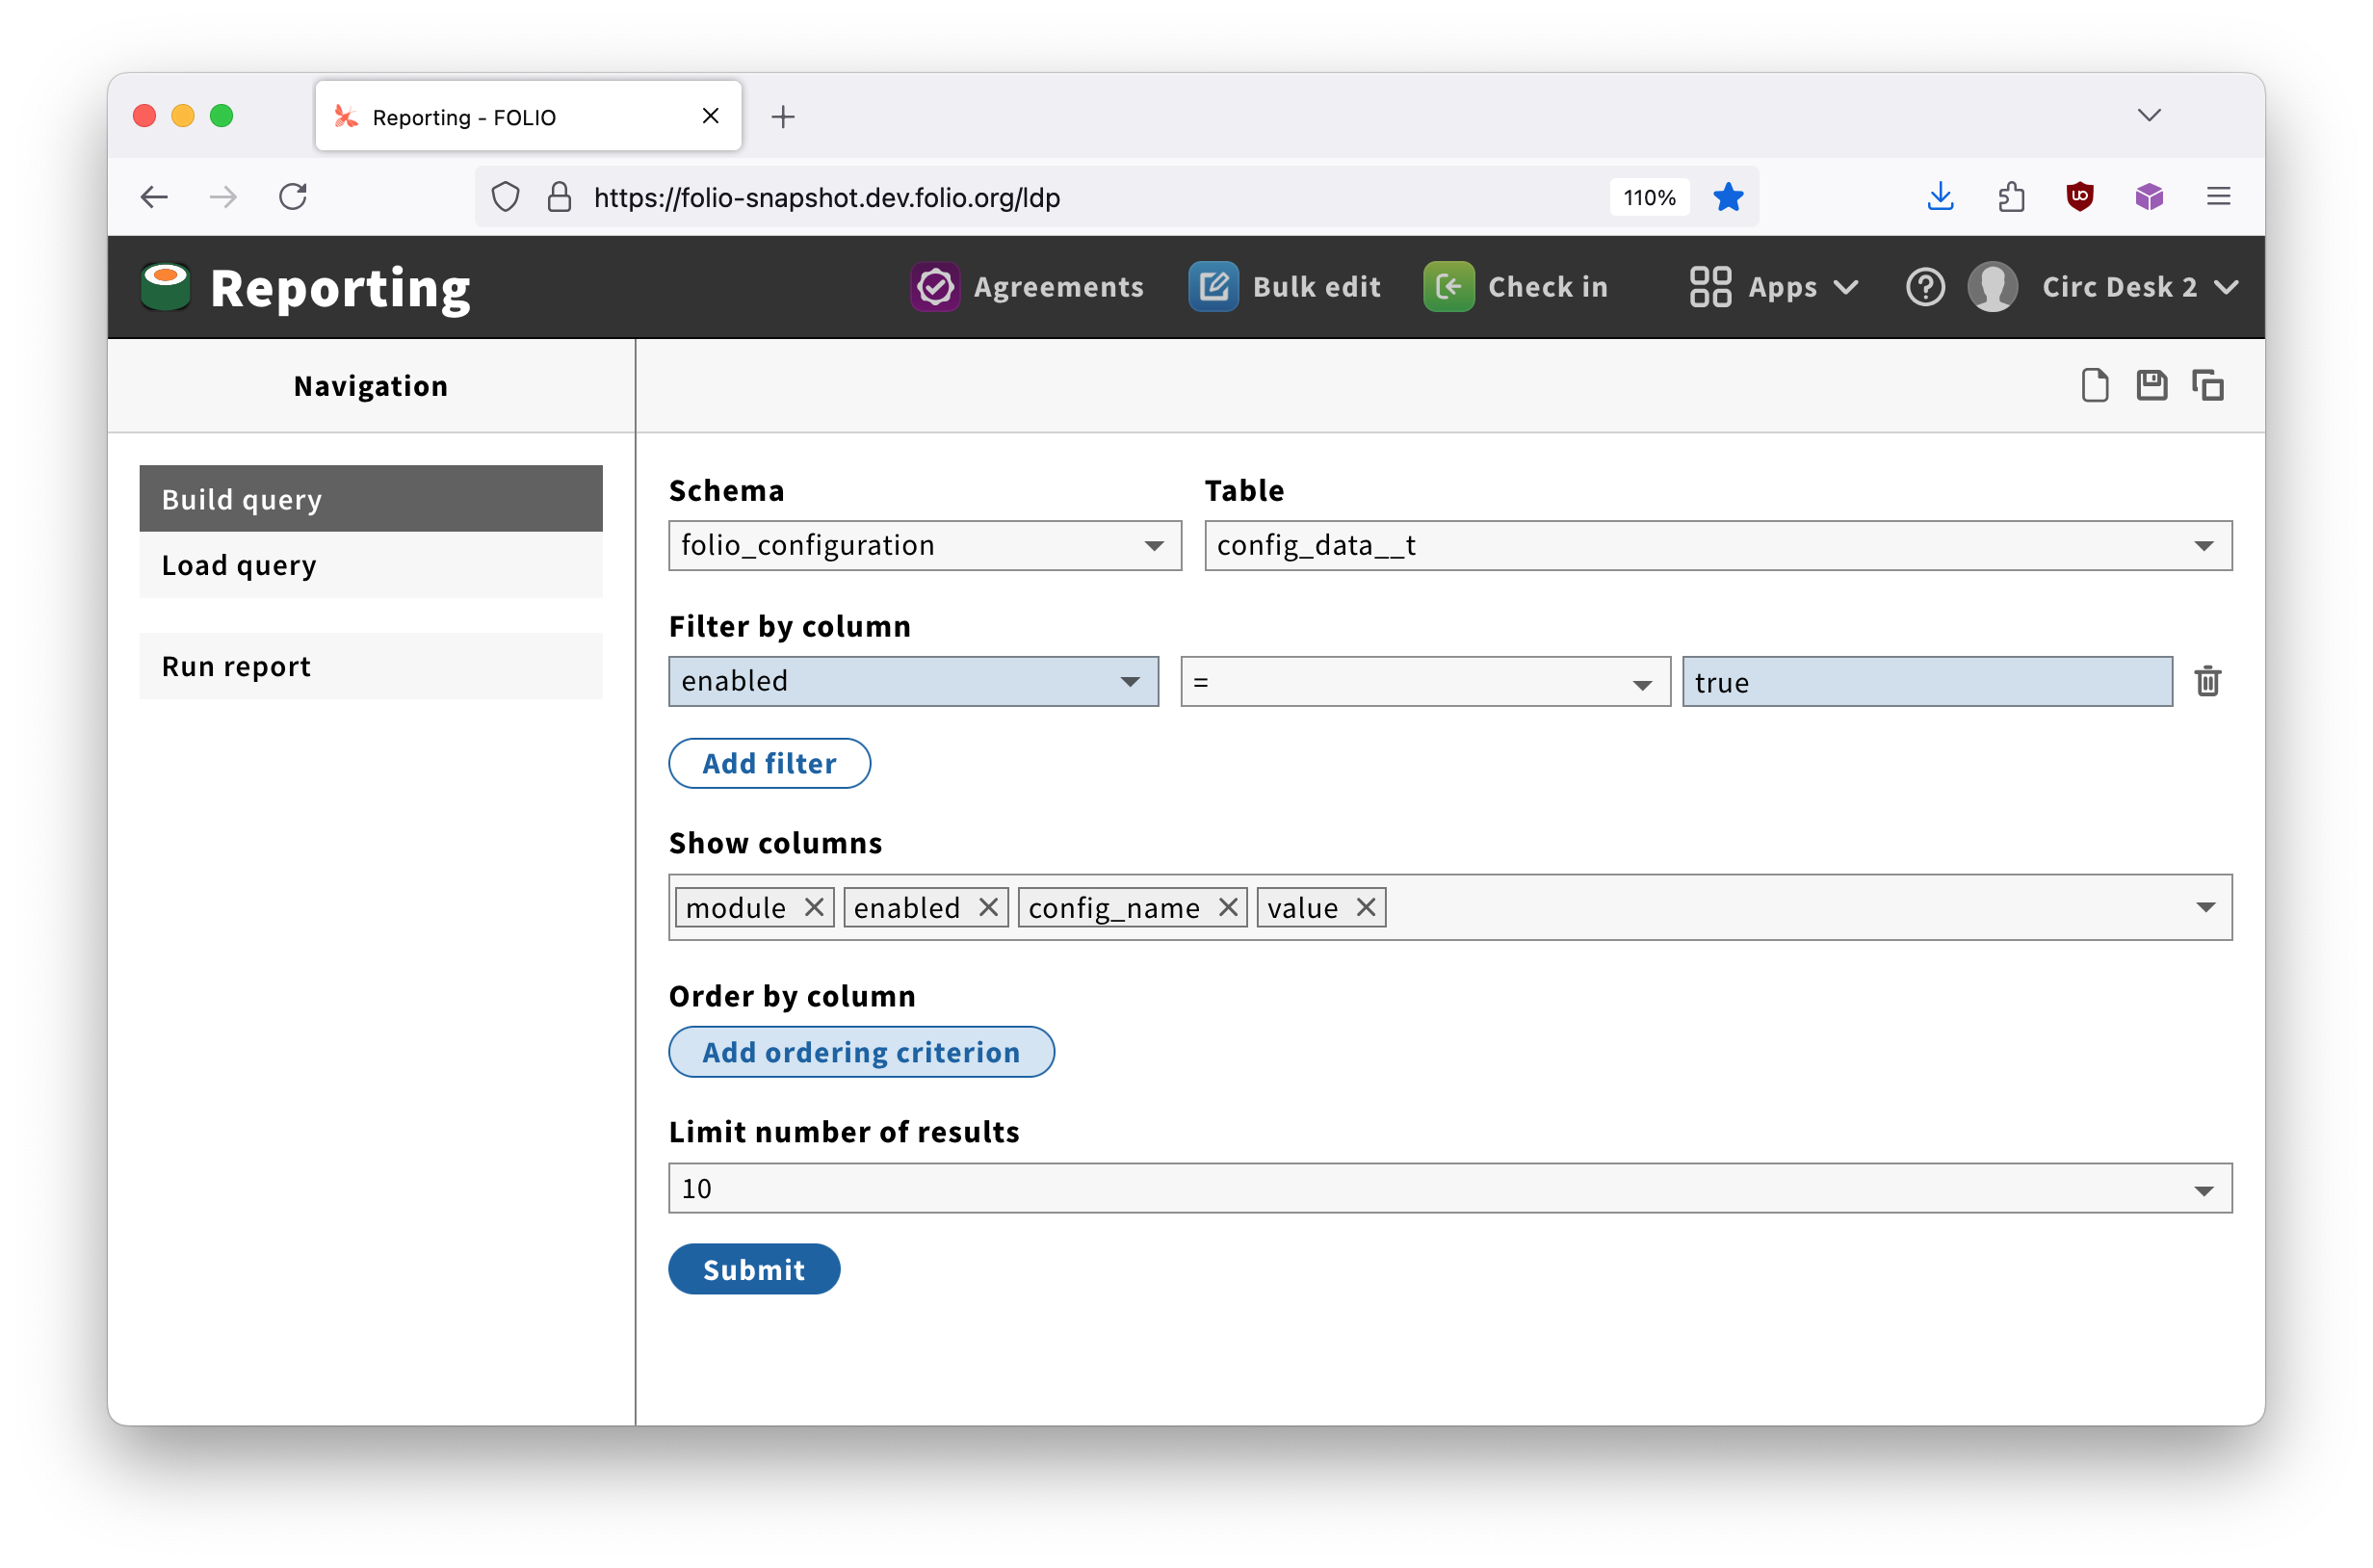 Reporting - FOLIO
https://folio-snapshot.dev.folio.org/ldp 110%
Reporting Agreements Bulk edit Check in Apps Circ Desk 2
Navigation
Build query
Load query
Run report
Schema Table
folio_configuration config_data__t
Filter by column
enabled = true
Add filter
Show columns
module enabled config_name value
Order by column
Add ordering criterion
Limit number of results
10
Submit